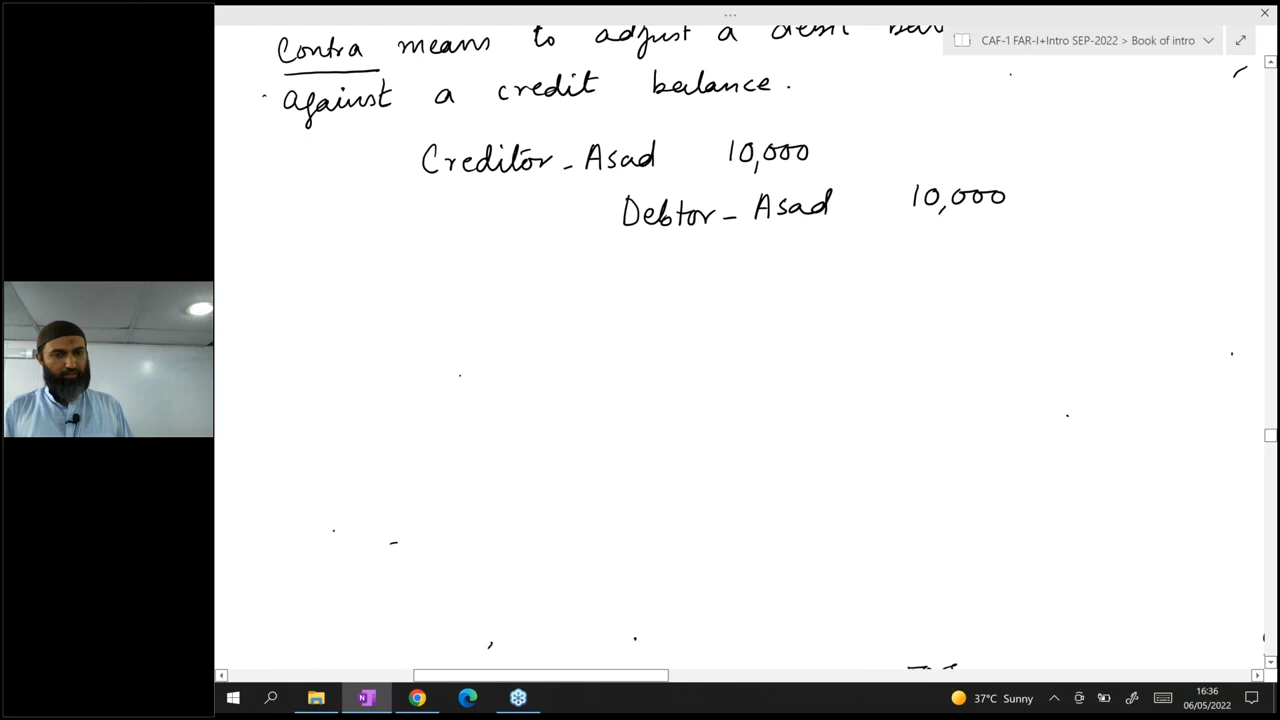 CAF-1 FAR-I+Intro SEP-2022 > Book of intro
Contra means to adjust a debit
against a credit balance.
Creditor - Asad 10,000
Debtor - Asad 10,000
37°C Sunny
16:36
06/05/2022